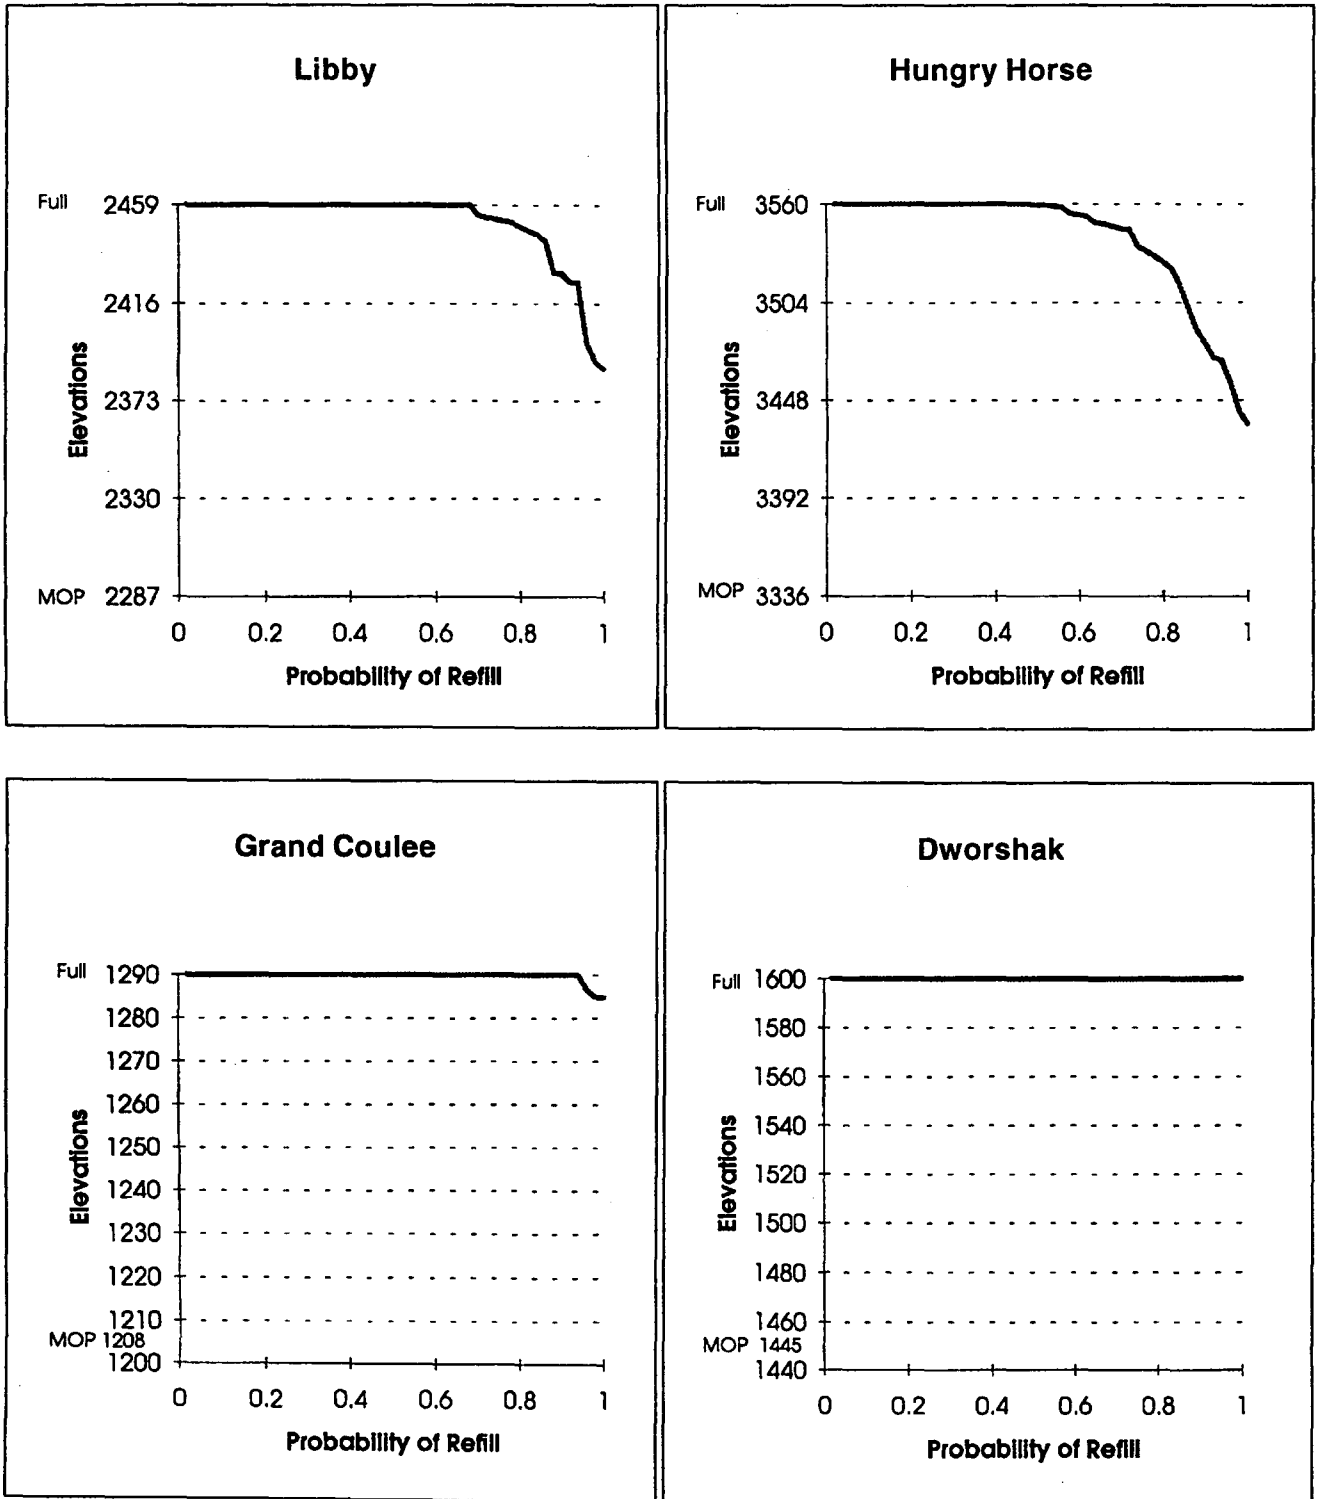 Libby
Full 2459
2416
2373
2330
MOP 2287
Elevations
0 0.2 0.4 0.6 0.8 1
Probability of Refill
Hungry Horse
Full 3560
3504
3448
3392
MOP 3336
Elevations
0 0.2 0.4 0.6 0.8 1
Probability of Refill
Grand Coulee
Full 1290
1280
1270
1260
1250
1240
1230
1220
1210
MOP 1208
1200
Elevations
0 0.2 0.4 0.6 0.8 1
Probability of Refill
Dworshak
Full 1600
1580
1560
1540
1520
1500
1480
1460
MOP 1445
1440
Elevations
0 0.2 0.4 0.6 0.8 1
Probability of Refill